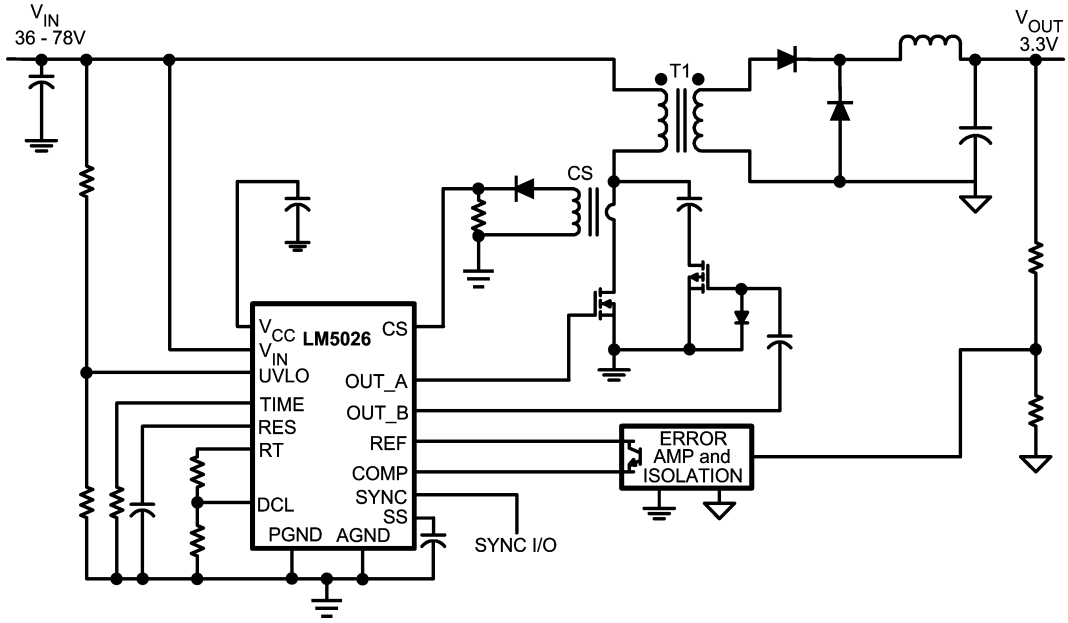 VIN
36 - 78V
VOUT
3.3V
T1
CS
LM5026
VCC
VIN
UVLO
TIME
RES
RT
DCL
PGND
AGND
CS
OUT_A
OUT_B
REF
COMP
SYNC
SS
SYNC I/O
ERROR
AMP and
ISOLATION